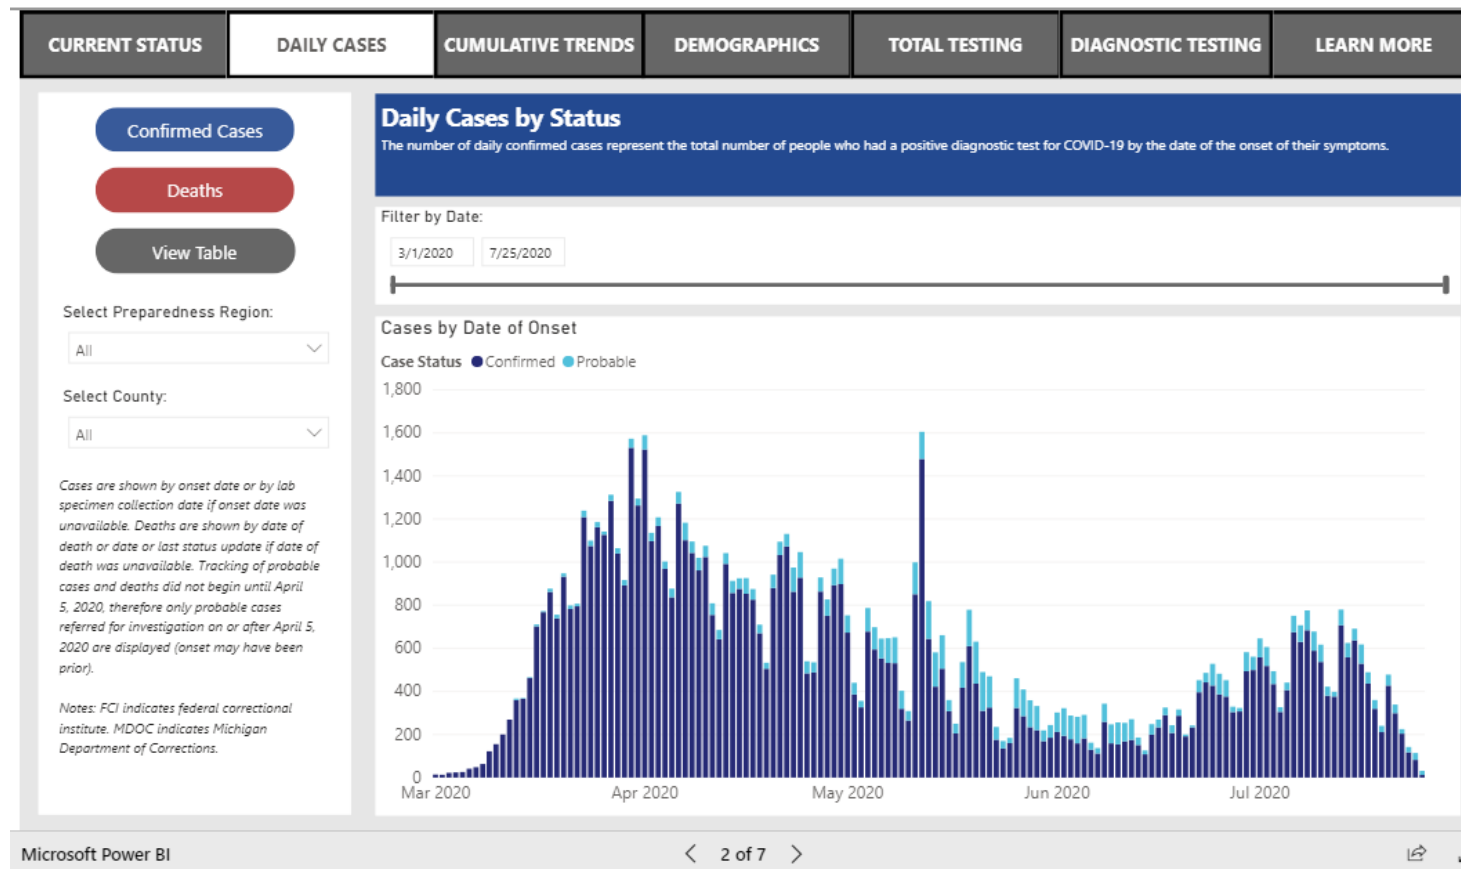 CURRENT STATUS
DAILY CASES
CUMULATIVE TRENDS
DEMOGRAPHICS
TOTAL TESTING
DIAGNOSTIC TESTING
LEARN MORE
Confirmed Cases
Deaths
View Table
Select Preparedness Region:
All
Select County:
All
Cases are shown by onset date or by lab
specimen collection date if onset date was
unavailable. Deaths are shown by date of
death or date or last status update if date of
death was unavailable. Tracking of probable
cases and deaths did not begin until April
5, 2020, therefore only probable cases
referred for investigation on or after April 5,
2020 are displayed (onset may have been
prior).
Notes: FCI indicates federal correctional
institute. MDOC indicates Michigan
Department of Corrections.
Daily Cases by Status
The number of daily confirmed cases represent the total number of people who had a positive diagnostic test for COVID-19 by the date of the onset of their symptoms.
Filter by Date:
3/1/2020 7/25/2020
Cases by Date of Onset
Case Status Confirmed Probable
1,800
1,600
1,400
1,200
1,000
800
600
400
200
0
Mar 2020 Apr 2020 May 2020 Jun 2020 Jul 2020
Microsoft Power BI
2 of 7